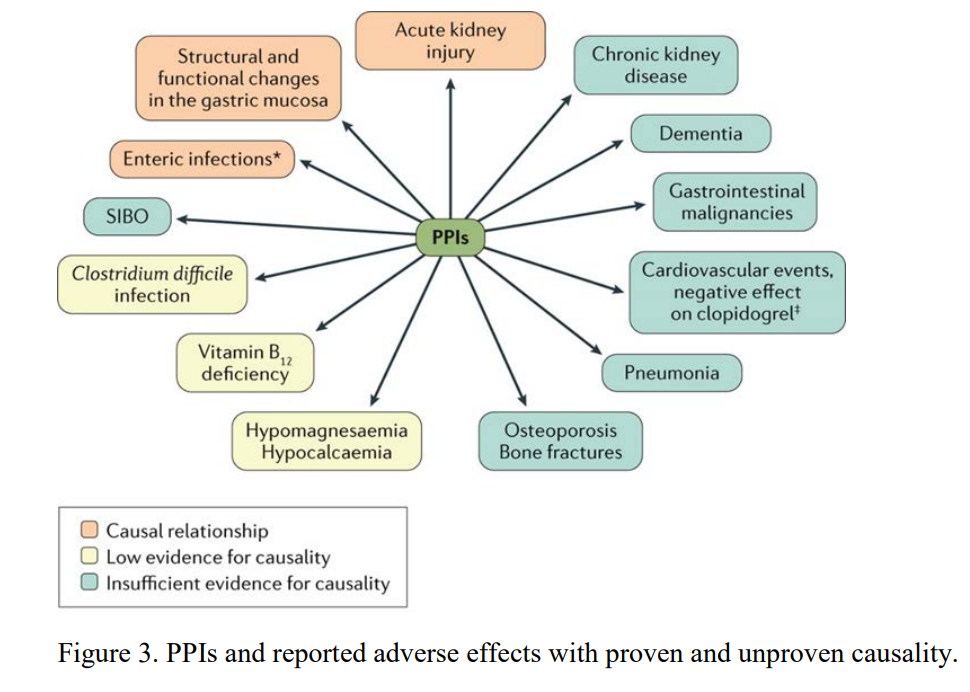 Acute kidney
injury
Structural and
functional changes
in the gastric mucosa
Chronic kidney
disease
Dementia
Enteric infections*
Gastrointestinal
malignancies
SIBO
PPIs
Cardiovascular events,
negative effect
on clopidogrel‡
Clostridium difficile
infection
Vitamin B12
deficiency
Pneumonia
Hypomagnesaemia
Hypocalcaemia
Osteoporosis
Bone fractures
Causal relationship
Low evidence for causality
Insufficient evidence for causality
Figure 3. PPIs and reported adverse effects with proven and unproven causality.